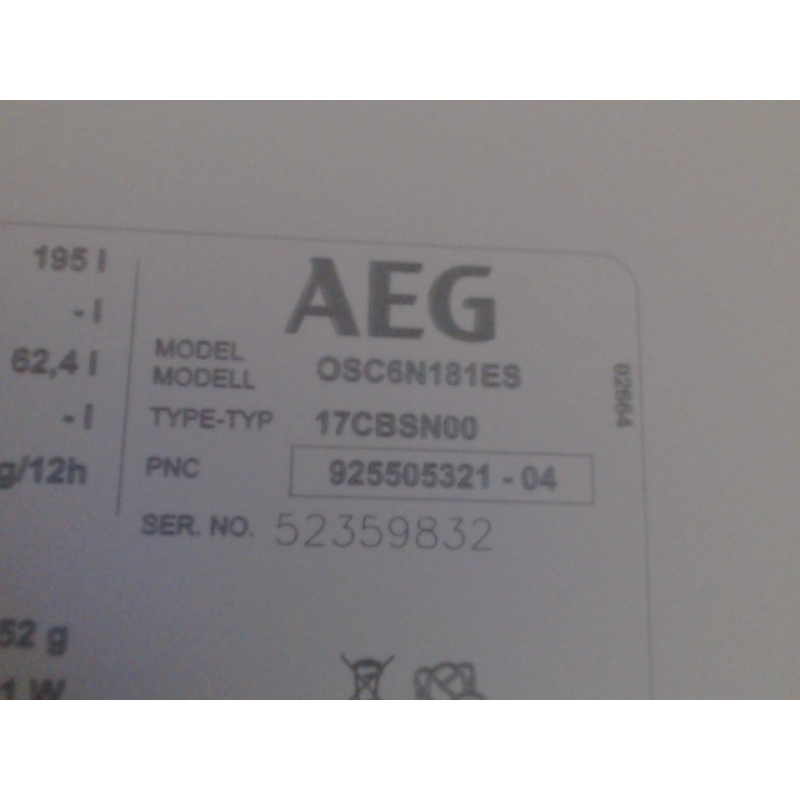 195 l
- l
62,4 l
- l
g/12h
52 g
1 W
AEG
MODEL
MODELL
OSC6N181ES
TYPE-TYP 17CBSN00
PNC 925505321 - 04
SER. NO. 52359832
02664